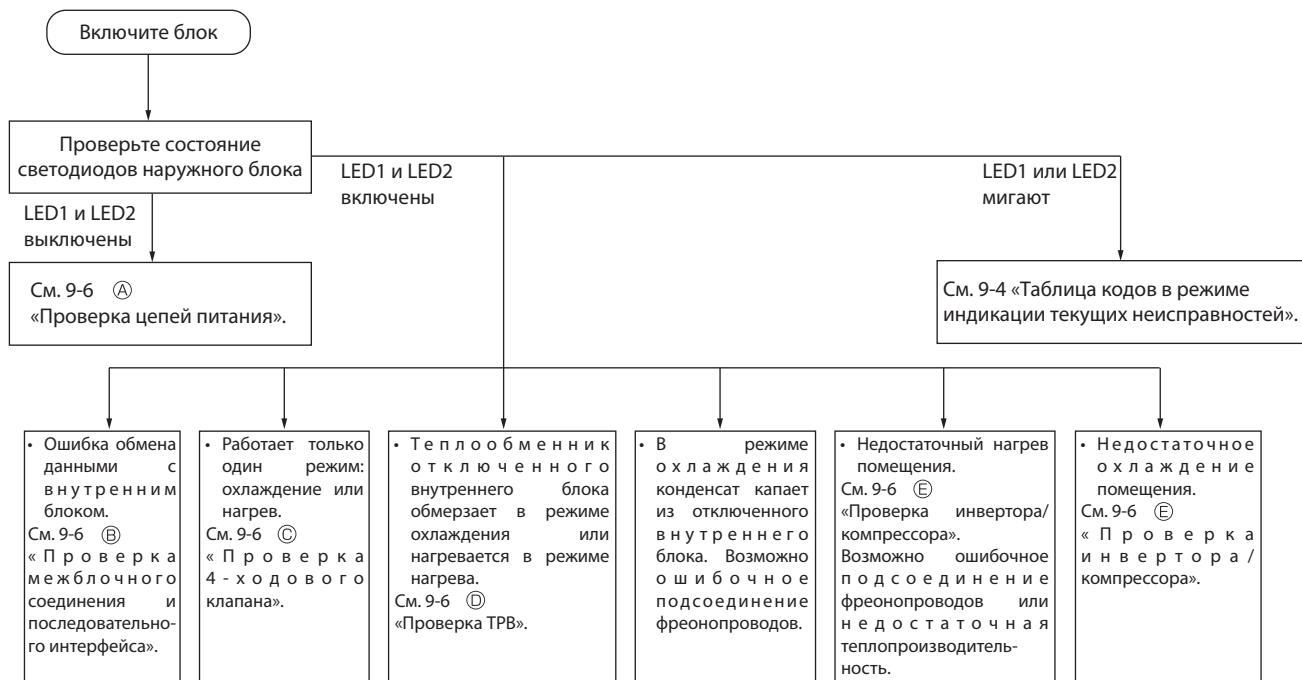 Включите блок
Проверьте состояние
светодиодов наружного блока
LED1 и LED2
включены
LED1 или LED2
мигают
LED1 и LED2
выключены
См. 9-6 Ⓐ
«Проверка цепей питания».
См. 9-4 «Таблица кодов в режиме
индикации текущих неисправностей».
• Ошибка обмена
данными с
внутренним
блоком.
См. 9-6 Ⓑ
«Проверка
межблочного
соединения и
последовательно-
го интерфейса».
• Работает только
один режим:
охлаждение или
нагрев.
См. 9-6 Ⓒ
«Проверка
4-ходового
клапана».
• Теплообменник
отключенного
внутреннего блока
обмерзает в режиме
охлаждения или
нагревается в режиме
нагрева.
См. 9-6 Ⓓ
«Проверка ТРВ».
• В режиме
охлаждения
конденсат капает
из отключенного
внутреннего
блока. Возможно
ошибочное
подсоединение
фреонопроводов.
• Недостаточный нагрев
помещения.
См. 9-6 Ⓔ
«Проверка инвертора/
компрессора».
Возможно ошибочное
подсоединение
фреонопроводов или
недостаточная
теплопроизводитель-
ность.
• Недостаточное
охлаждение
помещения.
См. 9-6 Ⓔ
«Проверка
инвертора/
компрессора».